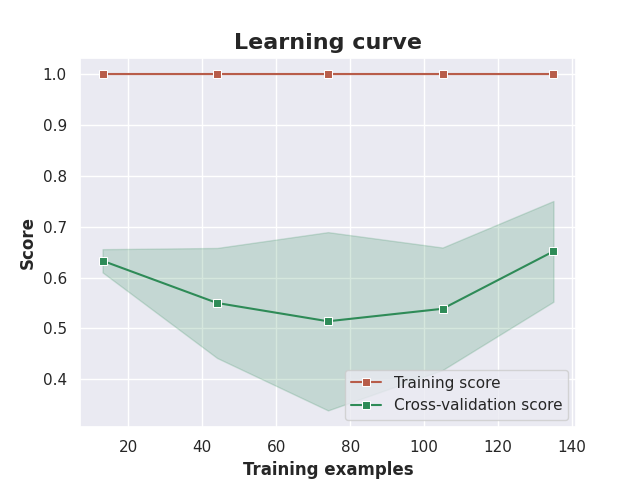 Learning curve
1.0
0.9
0.8
0.7
0.6
0.5
0.4
Score
Training score
Cross-validation score
20 40 60 80 100 120 140
Training examples